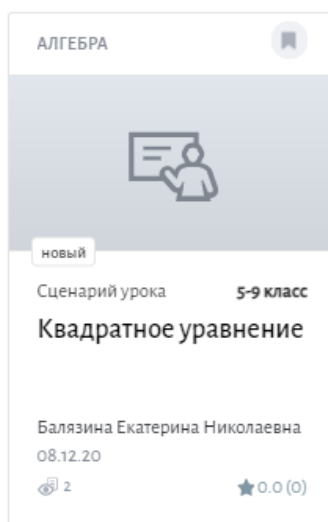 АЛГЕБРА
новый
Сценарий урока 5-9 класс
Квадратное уравнение
Балязина Екатерина Николаевна
08.12.20
2 0.0 (0)